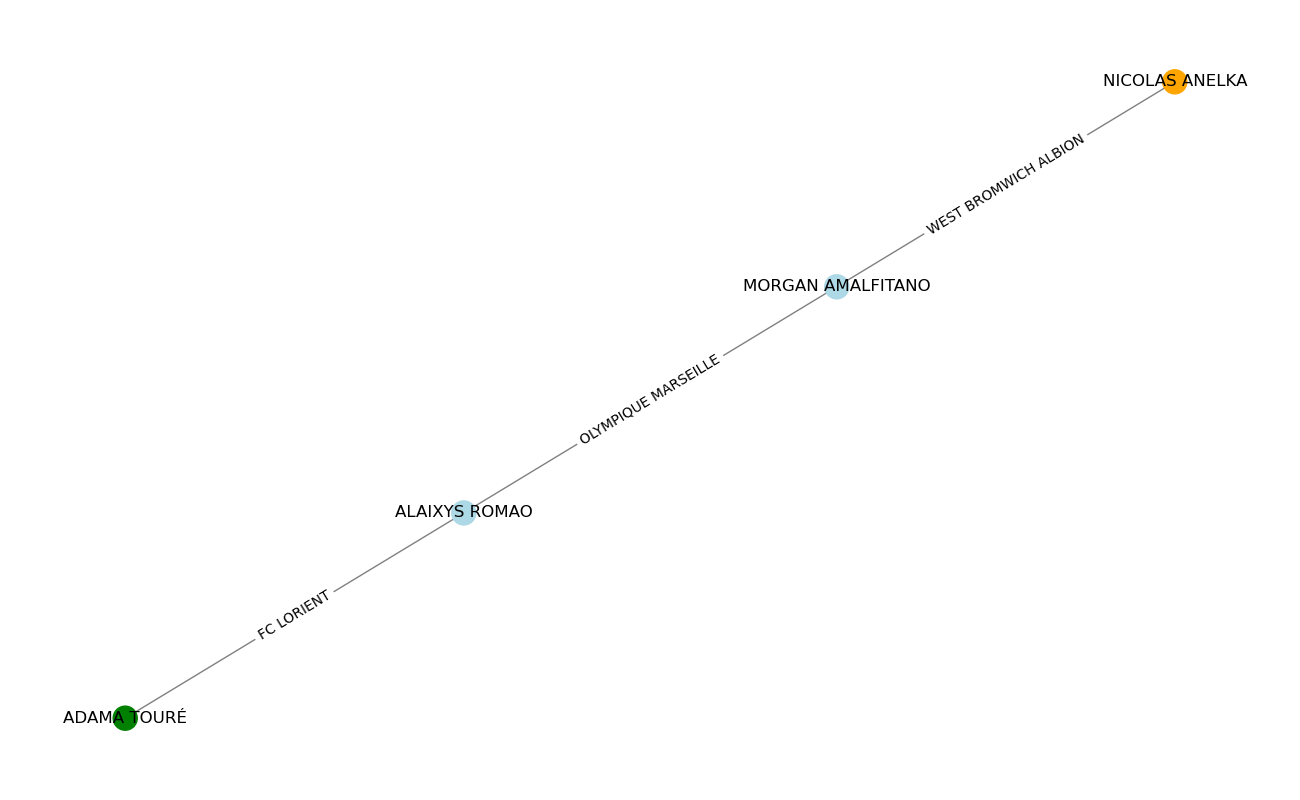 NICOLAS ANELKA
WEST BROMWICH ALBION
MORGAN AMALFITANO
OLYMPIQUE MARSEILLE
ALAIXYS ROMAO
FC LORIENT
ADAMA TOURÉ